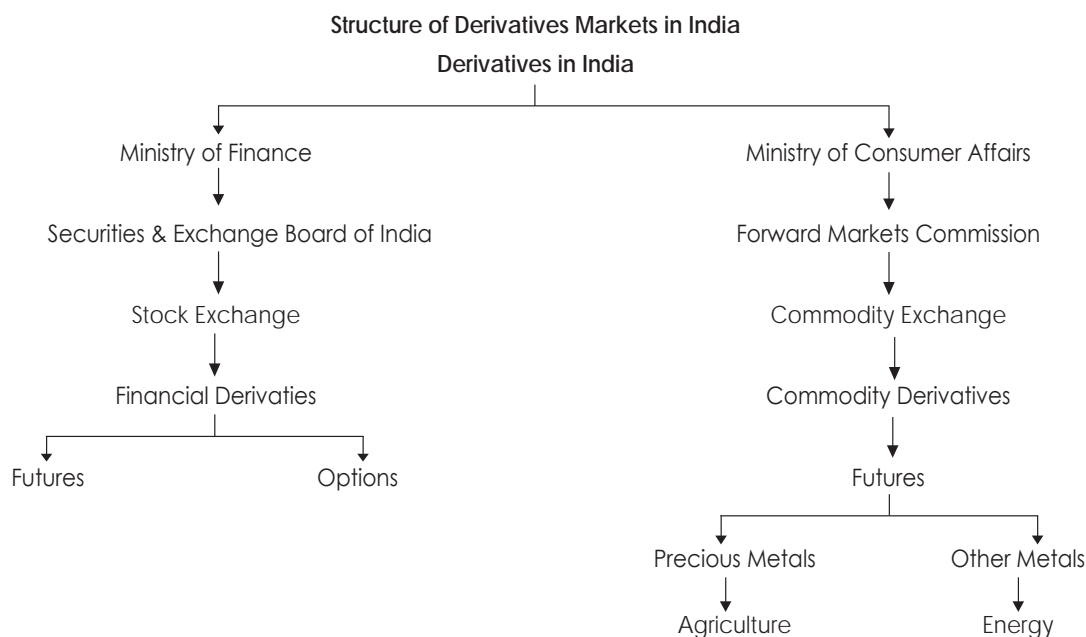 Structure of Derivatives Markets in India
Derivatives in India
Ministry of Finance
Ministry of Consumer Affairs
Securities & Exchange Board of India
Forward Markets Commission
Stock Exchange
Commodity Exchange
Financial Derivaties
Commodity Derivatives
Futures
Options
Futures
Precious Metals
Other Metals
Agriculture
Energy